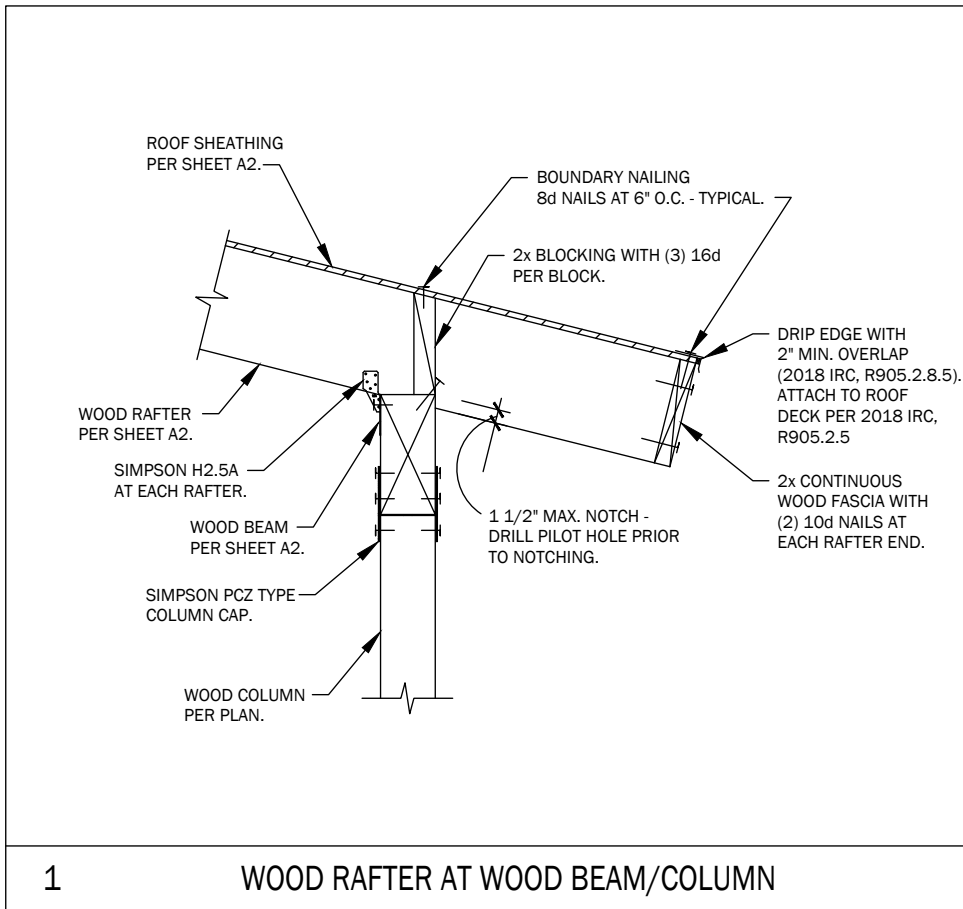 ROOF SHEATHING
PER SHEET A2.
BOUNDARY NAILING
8d NAILS AT 6" O.C. - TYPICAL.
2x BLOCKING WITH (3) 16d
PER BLOCK.
DRIP EDGE WITH
2" MIN. OVERLAP
(2018 IRC, R905.2.8.5).
ATTACH TO ROOF
DECK PER 2018 IRC,
R905.2.5
WOOD RAFTER
PER SHEET A2.
SIMPSON H2.5A
AT EACH RAFTER.
WOOD BEAM
PER SHEET A2.
1 1/2" MAX. NOTCH -
DRILL PILOT HOLE PRIOR
TO NOTCHING.
2x CONTINUOUS
WOOD FASCIA WITH
(2) 10d NAILS AT
EACH RAFTER END.
SIMPSON PCZ TYPE
COLUMN CAP.
WOOD COLUMN
PER PLAN.
1
WOOD RAFTER AT WOOD BEAM/COLUMN